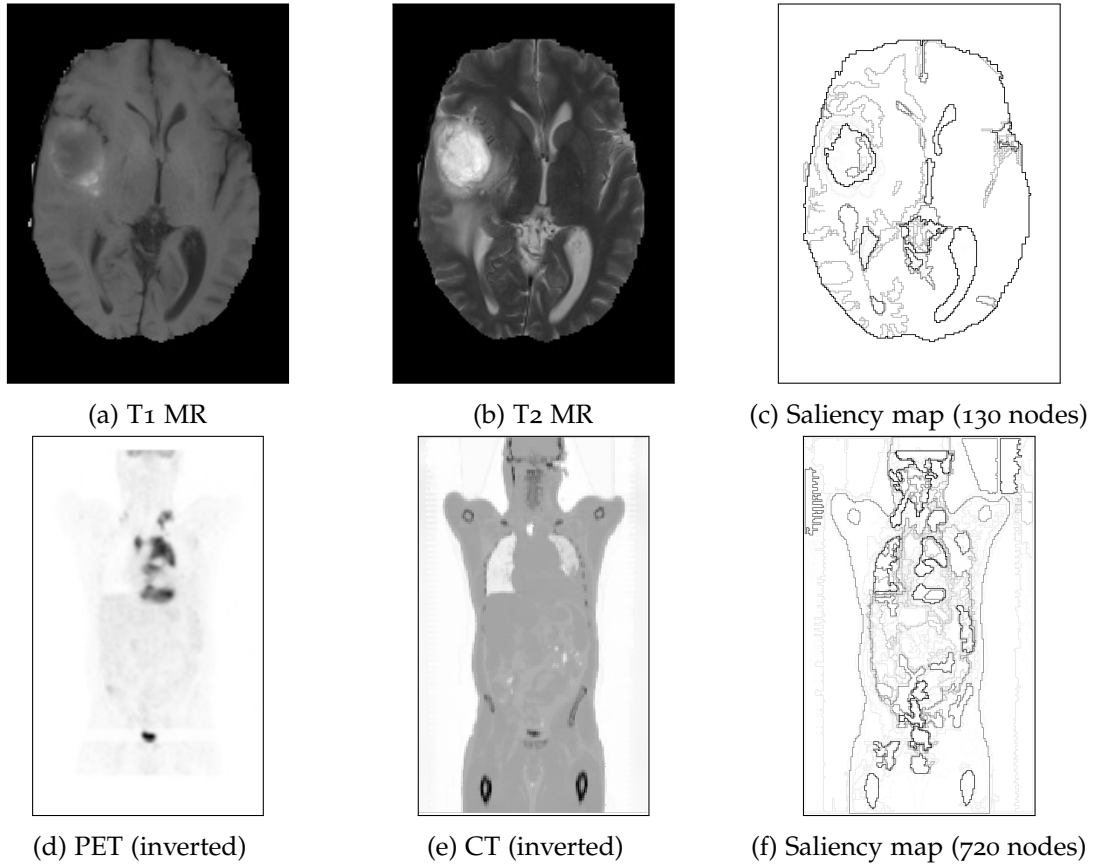 (a) T1 MR
(b) T2 MR
(c) Saliency map (130 nodes)
(d) PET (inverted)
(e) CT (inverted)
(f) Saliency map (720 nodes)